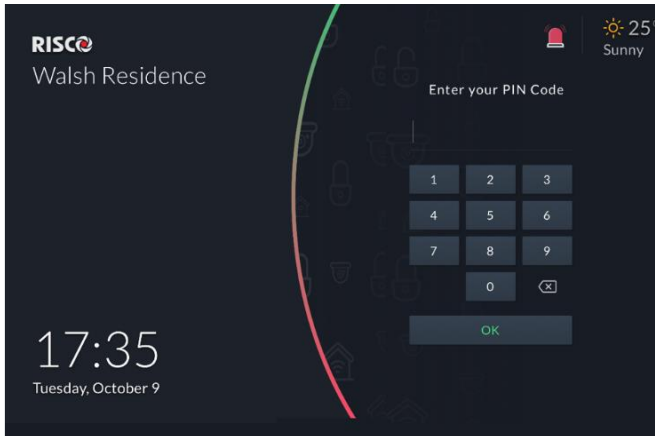 RISCO
Walsh Residence
25°
Sunny
Enter your PIN Code
1 2 3
4 5 6
7 8 9
0
OK
17:35
Tuesday, October 9